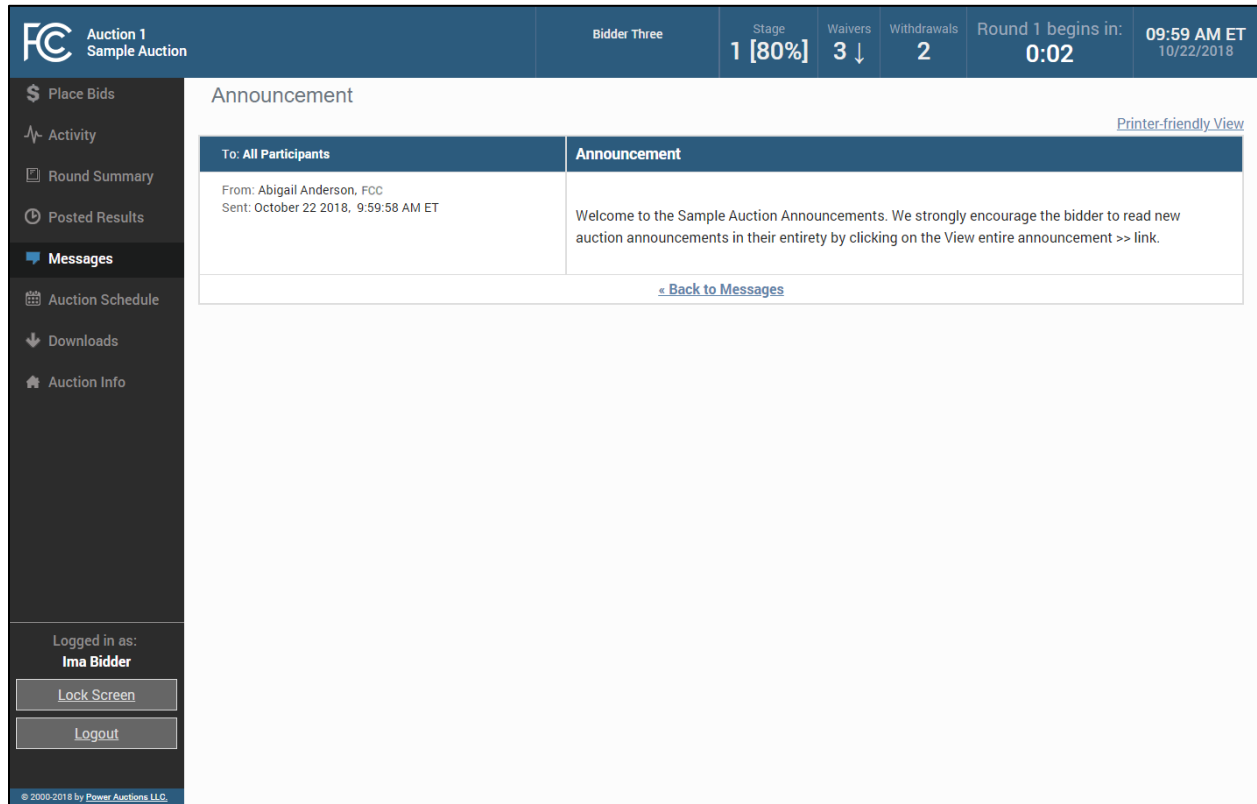 FCC
Auction 1
Sample Auction
Bidder Three
Stage
1 [80%]
Waivers
3 ↓
Withdrawals
2
Round 1 begins in:
0:02
09:59 AM ET
10/22/2018
Place Bids
Activity
Round Summary
Posted Results
Messages
Auction Schedule
Downloads
Auction Info
Announcement
Printer-friendly View
To: All Participants
Announcement
From: Abigail Anderson, FCC
Sent: October 22 2018, 9:59:58 AM ET
Welcome to the Sample Auction Announcements. We strongly encourage the bidder to read new
auction announcements in their entirety by clicking on the View entire announcement >> link.
« Back to Messages
Logged in as:
Ima Bidder
Lock Screen
Logout
© 2000-2018 by Power Auctions LLC.